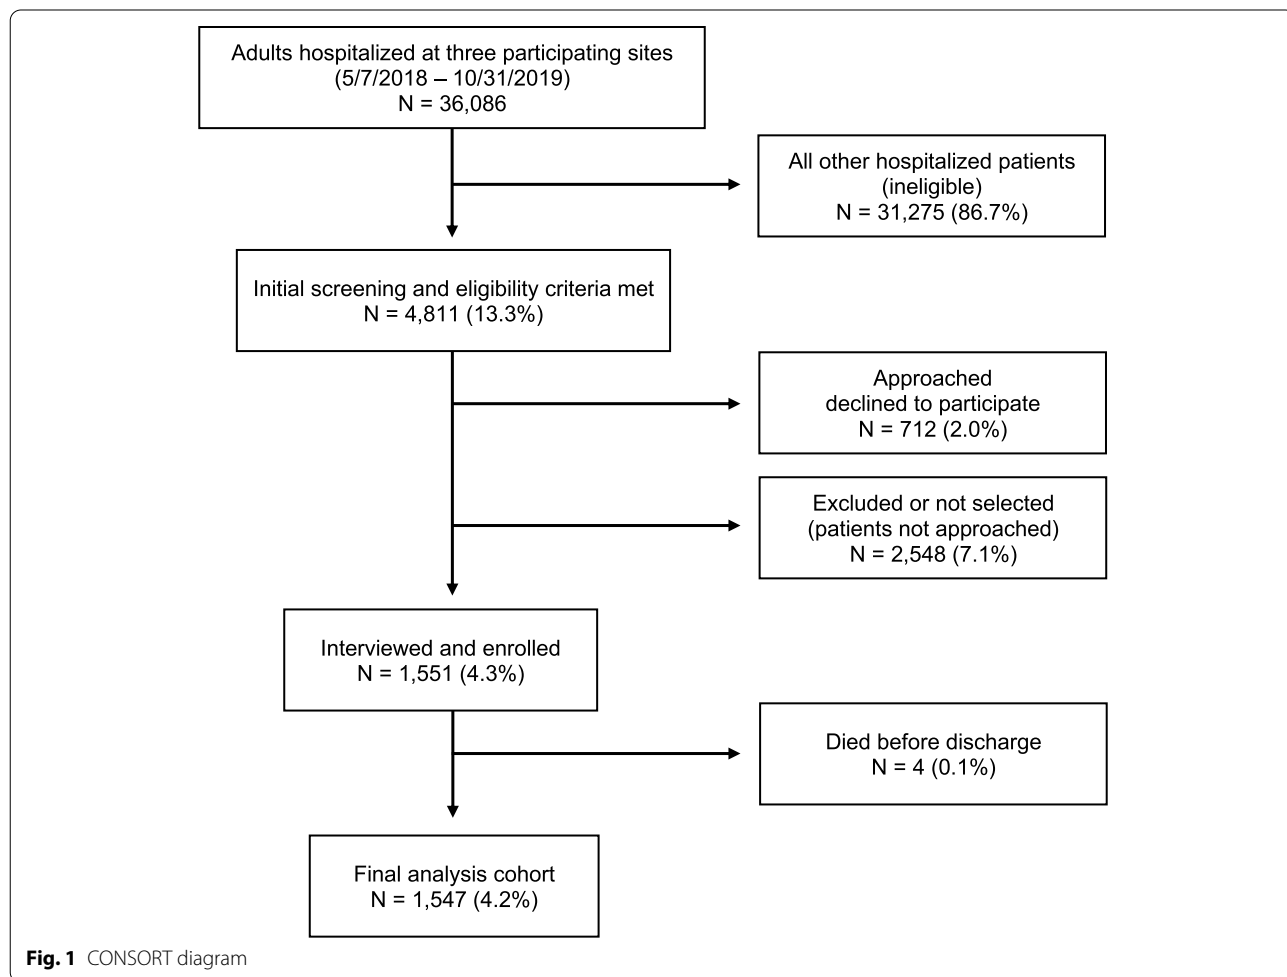 Adults hospitalized at three participating sites
(5/7/2018 – 10/31/2019)
N = 36,086
All other hospitalized patients
(ineligible)
N = 31,275 (86.7%)
Initial screening and eligibility criteria met
N = 4,811 (13.3%)
Approached
declined to participate
N = 712 (2.0%)
Excluded or not selected
(patients not approached)
N = 2,548 (7.1%)
Interviewed and enrolled
N = 1,551 (4.3%)
Died before discharge
N = 4 (0.1%)
Final analysis cohort
N = 1,547 (4.2%)
Fig. 1 CONSORT diagram